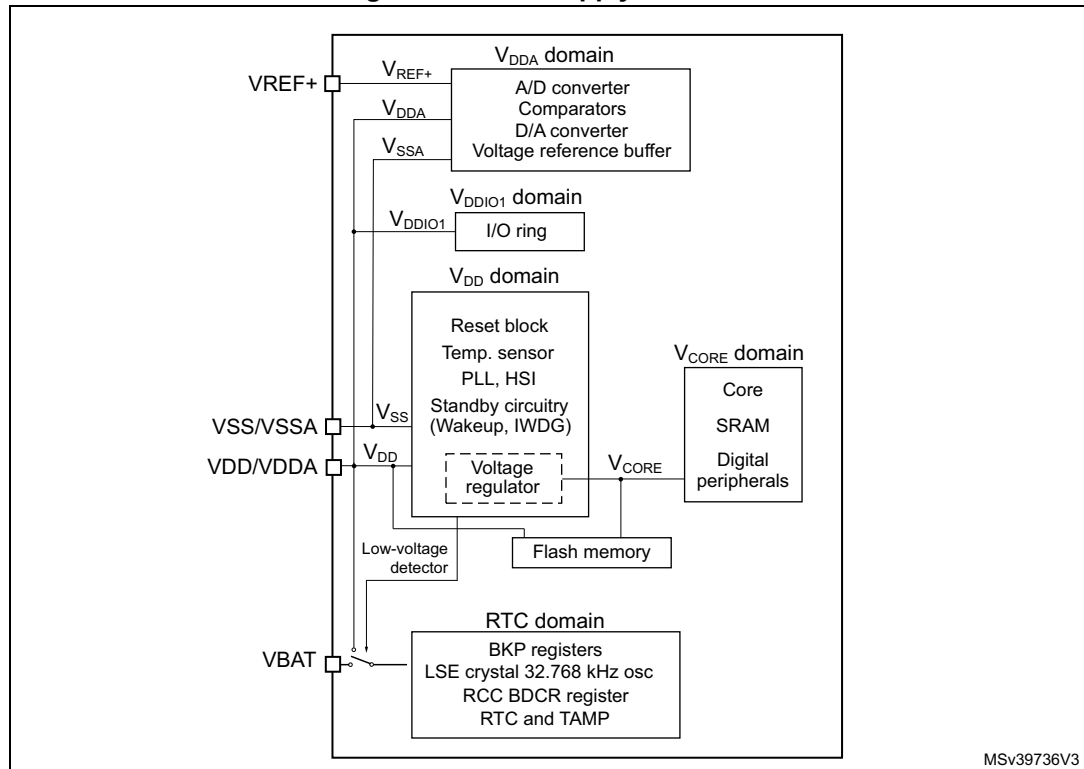 VREF+
VREF+
VDDA domain
A/D converter
Comparators
D/A converter
Voltage reference buffer
VDDA
VSSA
VDDIO1 domain
VDDIO1
I/O ring
VDD domain
Reset block
Temp. sensor
PLL, HSI
Standby circuitry
(Wakeup, IWDG)
Voltage
regulator
VSS/VSSA
VSS
VDD/VDDA
VDD
VCORE domain
Core
SRAM
Digital
peripherals
VCORE
Flash memory
Low-voltage
detector
RTC domain
VBAT
BKP registers
LSE crystal 32.768 kHz osc
RCC BDCR register
RTC and TAMP
MSv39736V3